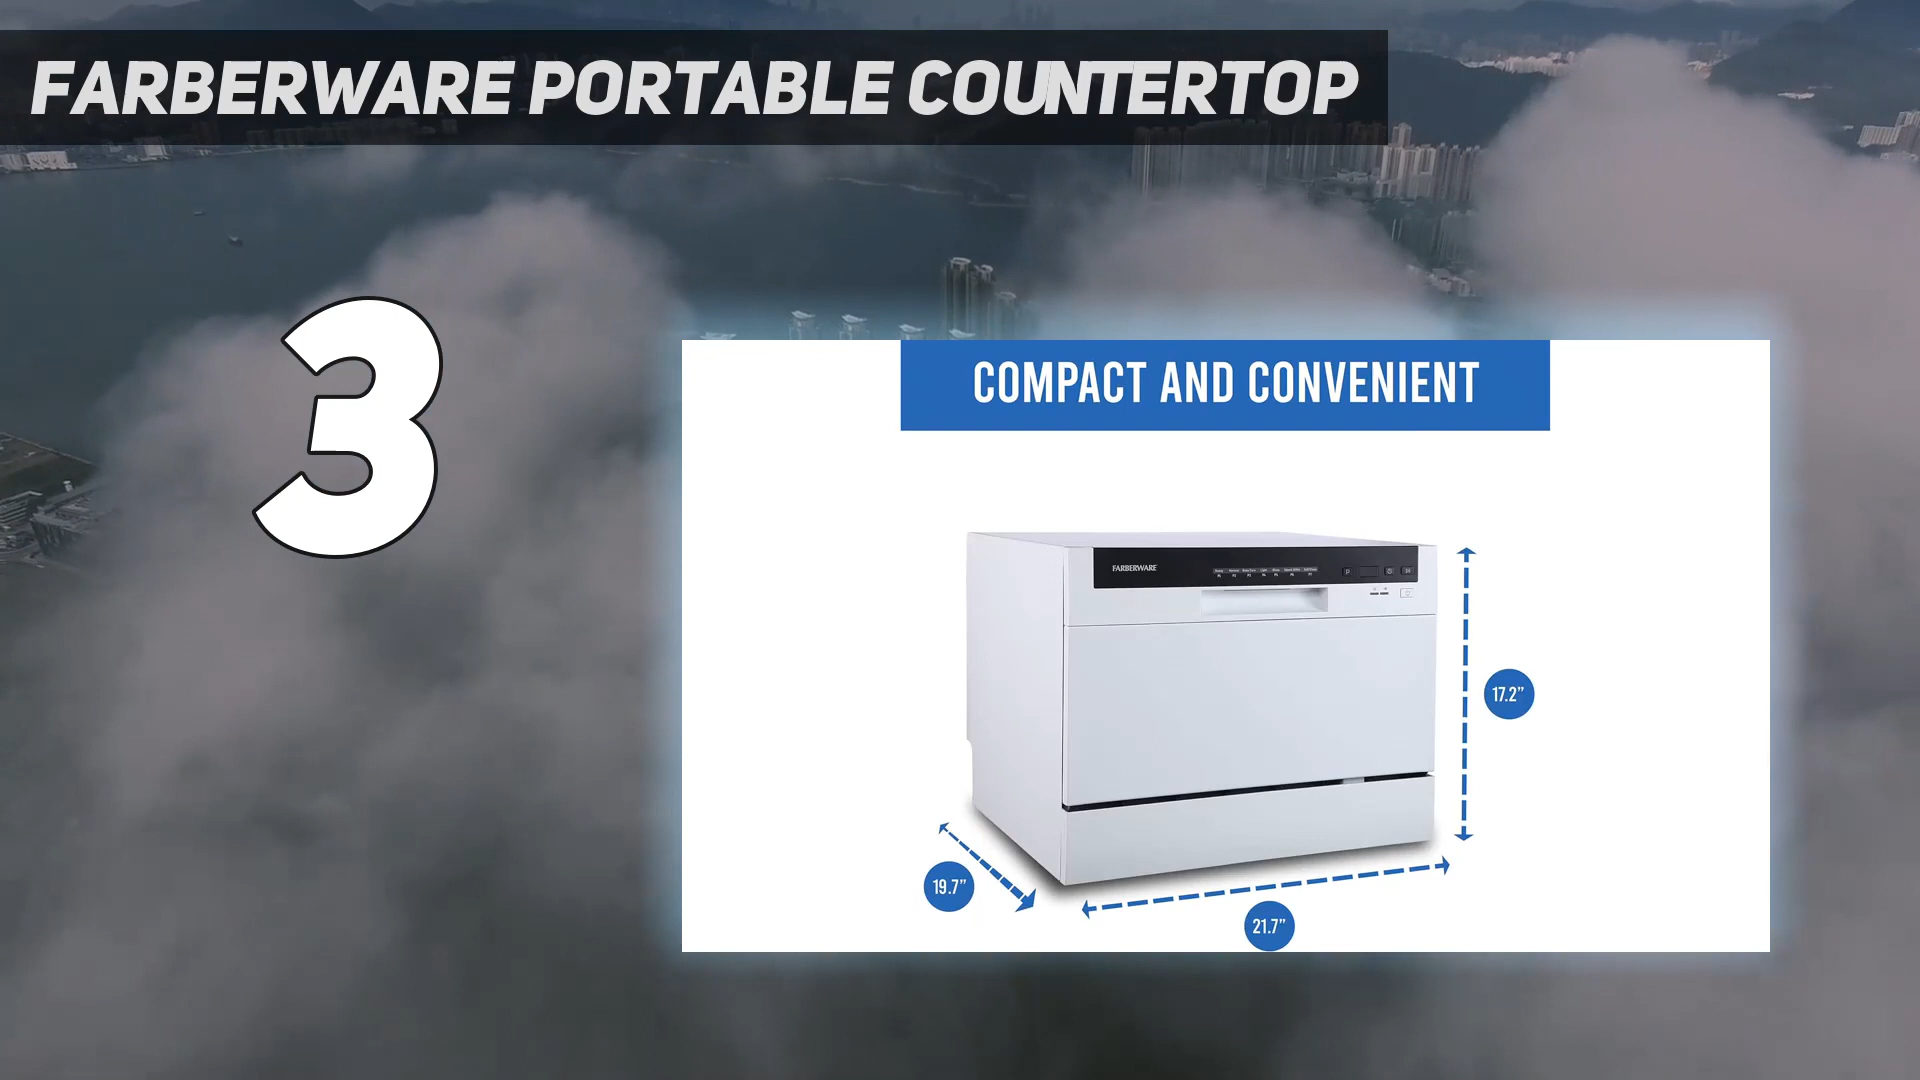 FARBERWARE PORTABLE COUNTERTOP
3
COMPACT AND CONVENIENT
FARBERWARE
P
17.2”
19.7”
21.7”